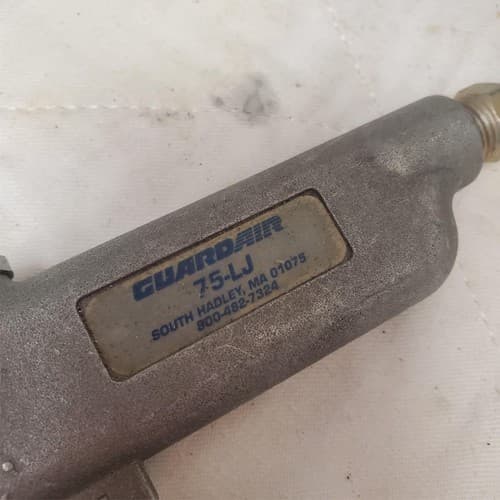 GUARDAIR
75-LJ
SOUTH HADLEY, MA 01075
800-482-7324